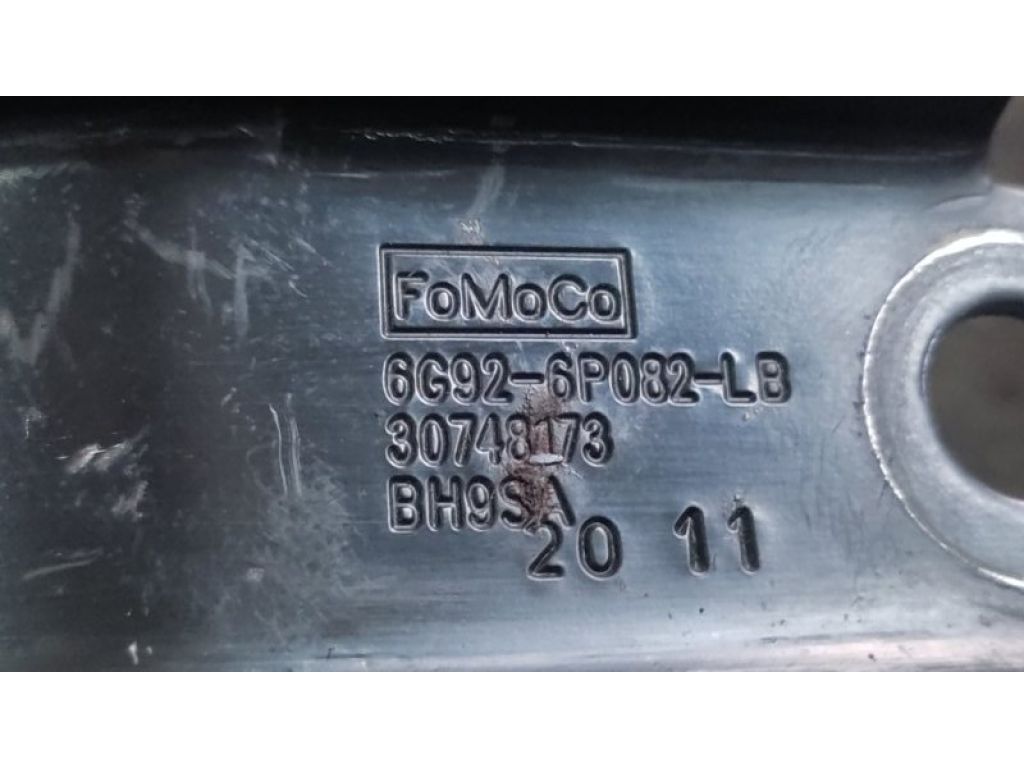 FoMoCo
6G92-6P082-LB
30748173
BH9SA
20 11